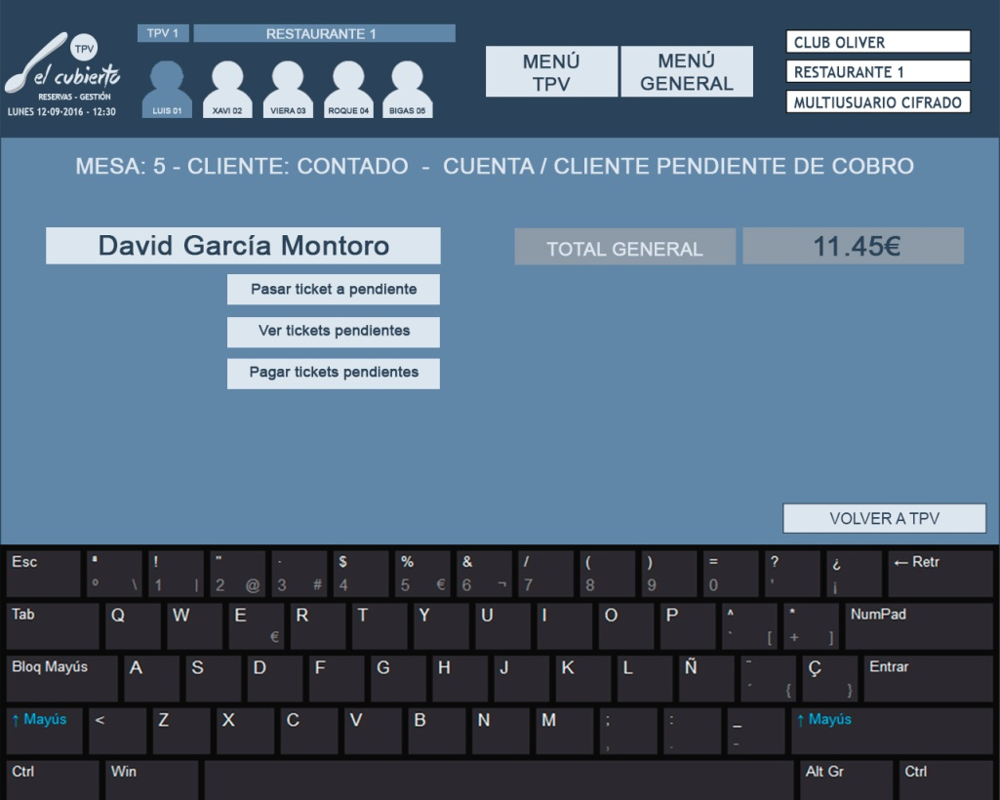 TPV 1
RESTAURANTE 1
TPV
el cubierto
RESERVAS - GESTIÓN
LUNES 12-09-2016 - 12:30
LUIS 01
XAVI 02
VIERA 03
ROQUE 04
BIGAS 05
MENÚ
TPV
MENÚ
GENERAL
CLUB OLIVER
RESTAURANTE 1
MULTIUSUARIO CIFRADO
MESA: 5 - CLIENTE: CONTADO - CUENTA / CLIENTE PENDIENTE DE COBRO
David García Montoro
TOTAL GENERAL
11.45€
Pasar ticket a pendiente
Ver tickets pendientes
Pagar tickets pendientes
VOLVER A TPV
Esc ª º \ ! 1 | " 2 @ · 3 # $ 4 % 5 € & 6 ¬ / 7 ( 8 ) 9 = 0 ? ' ¿ ¡ ← Retr
Tab Q W E € R T Y U I O P ^ ` [ * + ] NumPad
Bloq Mayús A S D F G H J K L Ñ ¨ ´ { Ç } Entrar
↑ Mayús < Z X C V B N M ; , : . _ - ↑ Mayús
Ctrl Win Alt Gr Ctrl